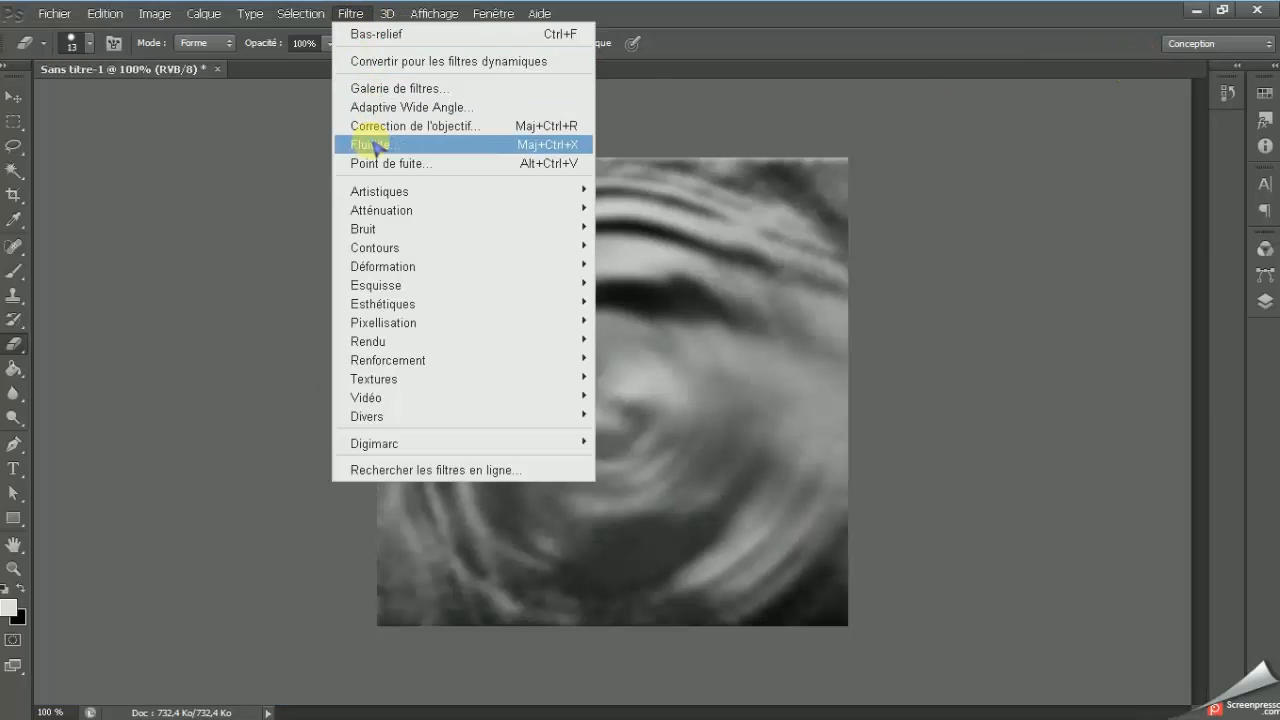 Fichier Edition Image Calque Type Sélection Filtre 3D Affichage Fenêtre Aide
13 Mode : Forme Opacité : 100% que Conception
Sans titre-1 @ 100% (RVB/8) * ×
Bas-relief Ctrl+F
Convertir pour les filtres dynamiques
Galerie de filtres...
Adaptive Wide Angle...
Correction de l'objectif... Maj+Ctrl+R
Maj+Ctrl+X
Point de fuite... Alt+Ctrl+V
Artistiques
Atténuation
Bruit
Contours
Déformation
Esquisse
Esthétiques
Pixellisation
Rendu
Renforcement
Textures
Vidéo
Divers
Digimarc
Rechercher les filtres en ligne...
100 % Doc : 732,4 Ko/732,4 Ko
Screenpresso
.com